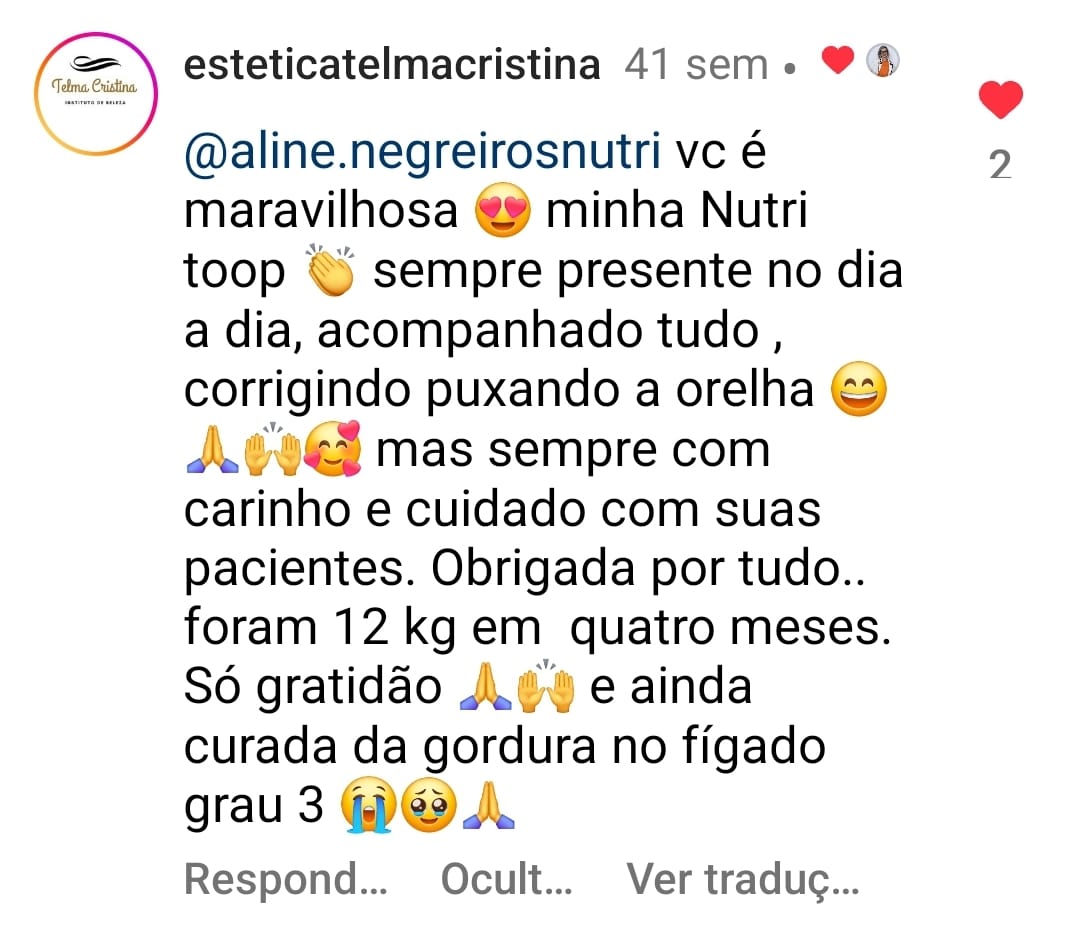 Telma Cristina
INSTITUTO DE BELEZA
esteticatelmacristina 41 sem • ❤️
2
@aline.negreirosnutri vc é
maravilhosa 😍 minha Nutri
toop 👏 sempre presente no dia
a dia, acompanhado tudo ,
corrigindo puxando a orelha 😄
🙏🙌🥰 mas sempre com
carinho e cuidado com suas
pacientes. Obrigada por tudo..
foram 12 kg em  quatro meses.
Só gratidão 🙏🙌 e ainda
curada da gordura no fígado
grau 3 😭🥹🙏
Respond... Ocult... Ver traduç...